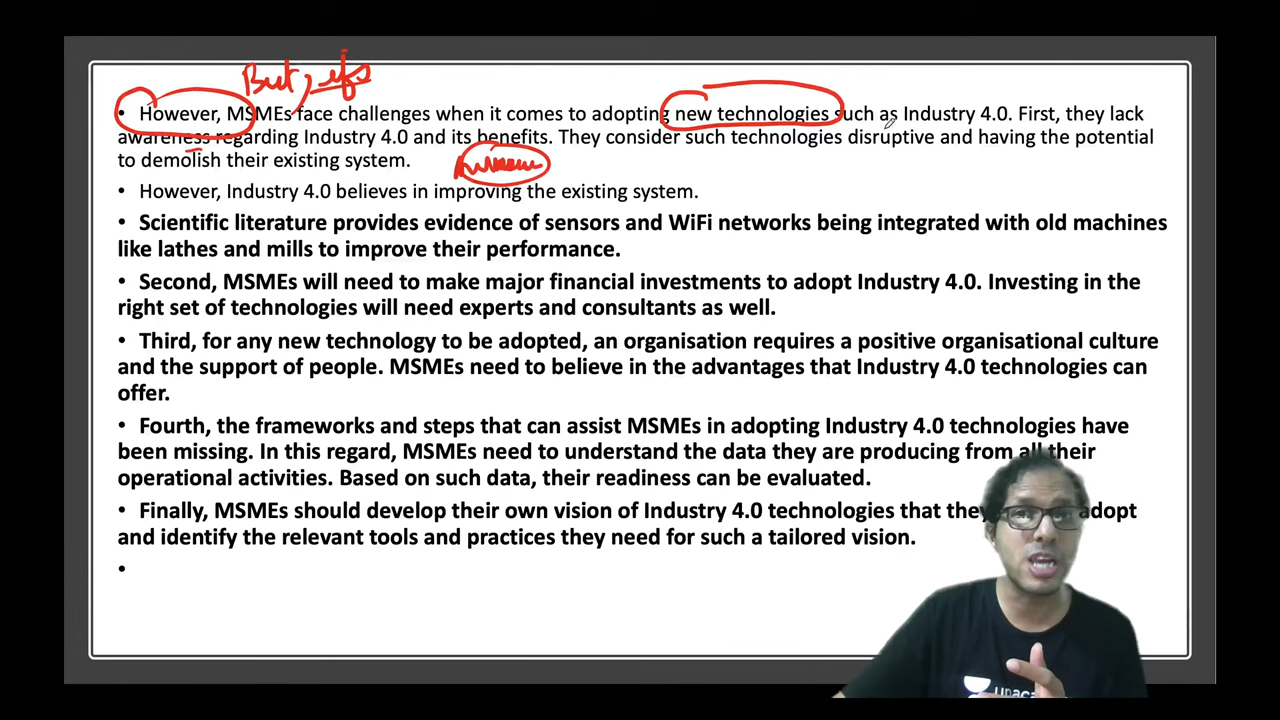 But, ifs
• However, MSMEs face challenges when it comes to adopting new technologies such as Industry 4.0. First, they lack
awareness regarding Industry 4.0 and its benefits. They consider such technologies disruptive and having the potential
to demolish their existing system.
• However, Industry 4.0 believes in improving the existing system.
• Scientific literature provides evidence of sensors and WiFi networks being integrated with old machines
like lathes and mills to improve their performance.
• Second, MSMEs will need to make major financial investments to adopt Industry 4.0. Investing in the
right set of technologies will need experts and consultants as well.
• Third, for any new technology to be adopted, an organisation requires a positive organisational culture
and the support of people. MSMEs need to believe in the advantages that Industry 4.0 technologies can
offer.
• Fourth, the frameworks and steps that can assist MSMEs in adopting Industry 4.0 technologies have
been missing. In this regard, MSMEs need to understand the data they are producing from all their
operational activities. Based on such data, their readiness can be evaluated.
• Finally, MSMEs should develop their own vision of Industry 4.0 technologies that they adopt
and identify the relevant tools and practices they need for such a tailored vision.
•